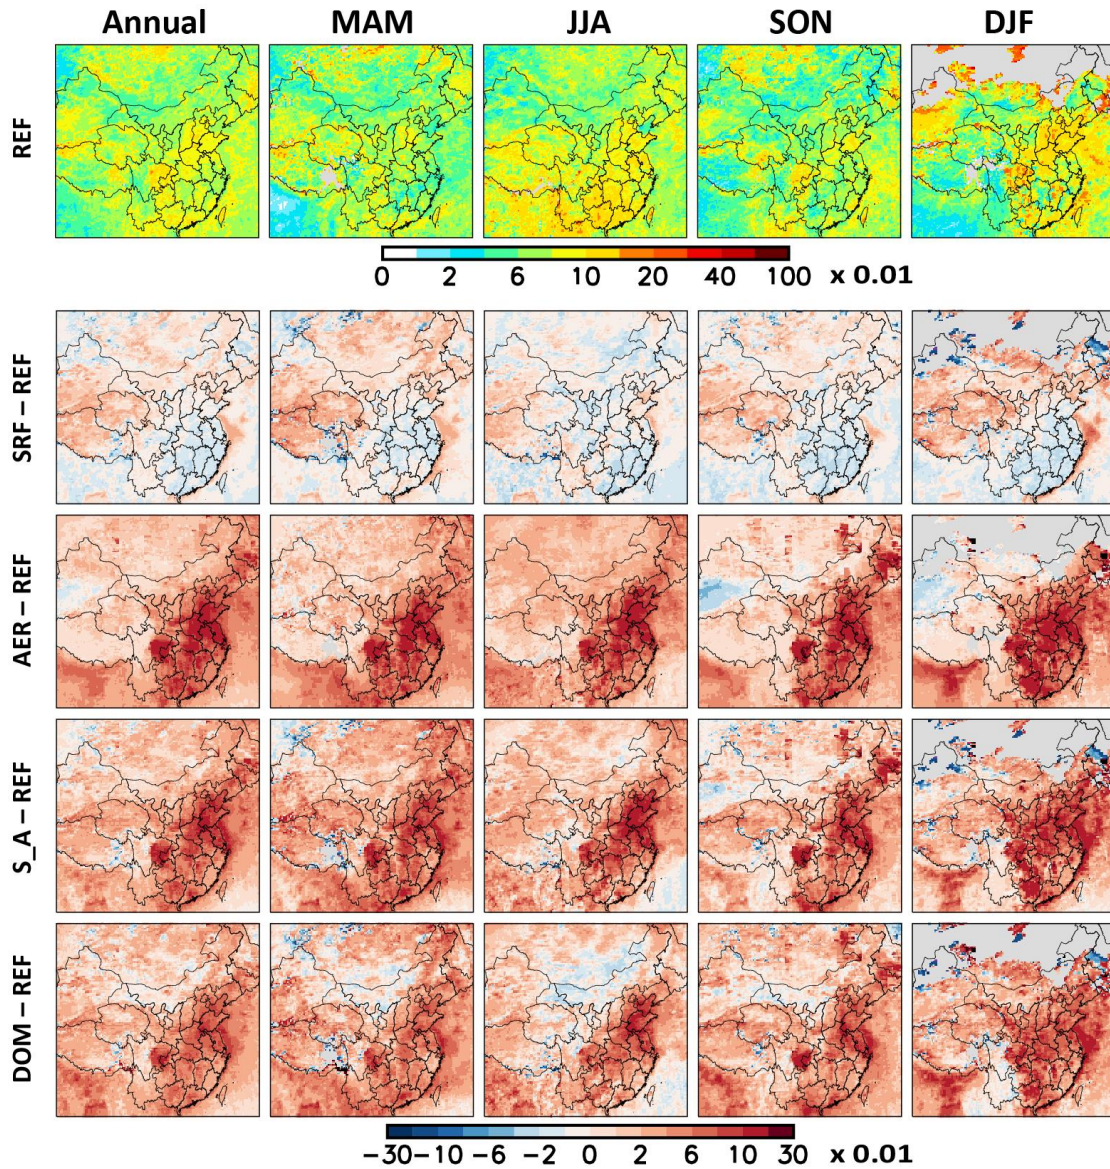 Annual MAM JJA SON DJF
REF
0 2 6 10 20 40 100 x 0.01
SRF – REF
AER – REF
S_A – REF
DOM – REF
−30 −10 −6 −2 0 2 6 10 30 x 0.01